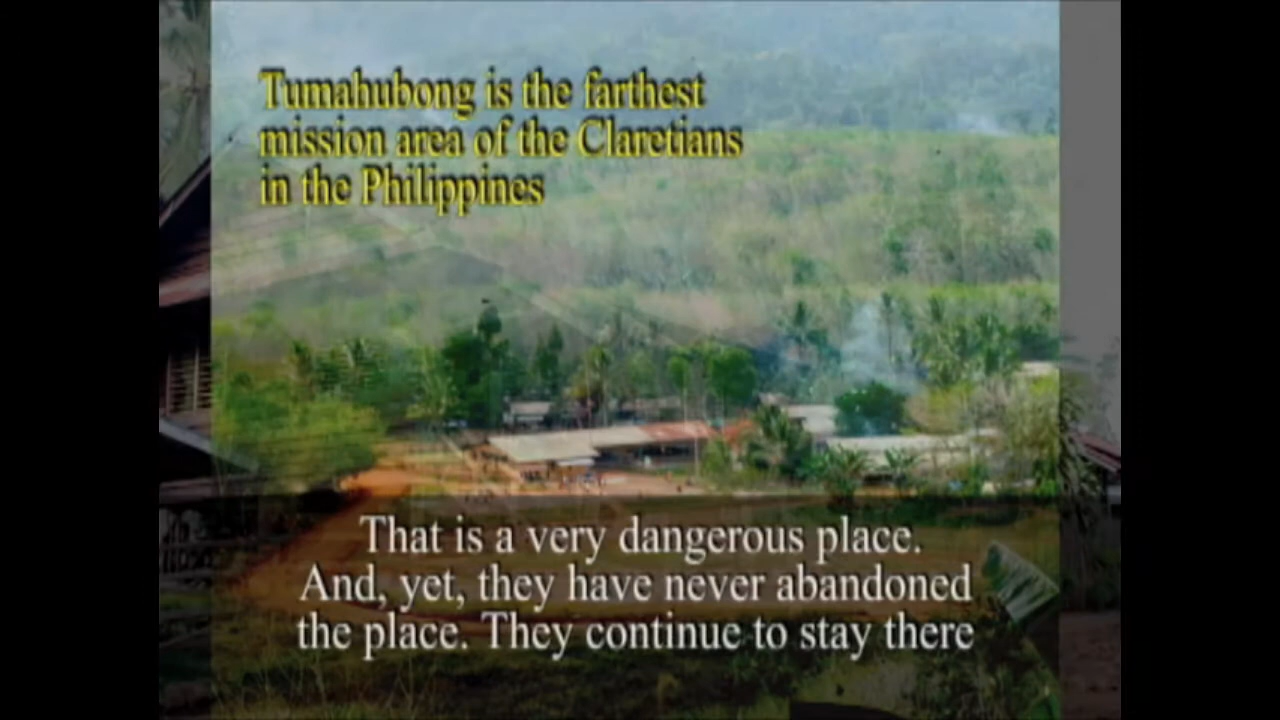 Tumahubong is the farthest
mission area of the Claretians
in the Philippines
That is a very dangerous place.
And, yet, they have never abandoned
the place. They continue to stay there